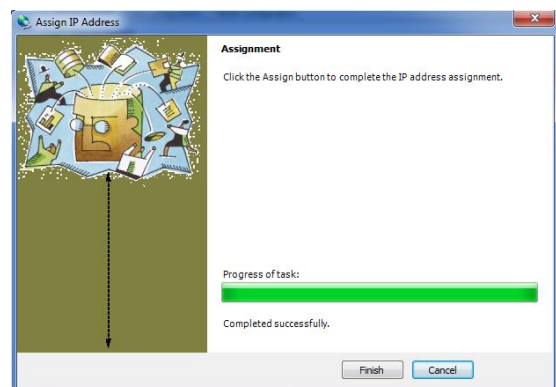 Assign IP Address
Assignment
Click the Assign button to complete the IP address assignment.
Progress of task:
Completed successfully.
Finish Cancel